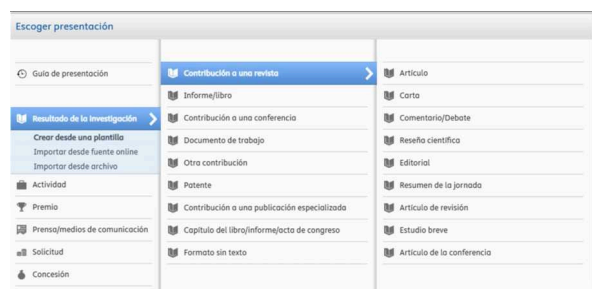 Escoger presentación
Guía de presentación
Resultado de la Investigación
Crear desde una plantilla
Importar desde fuente online
Importar desde archivo
Actividad
Premio
Prensa/medios de comunicación
Solicitud
Concesión
Contribución a una revista
Informe/libro
Contribución a una conferencia
Documento de trabajo
Otra contribución
Patente
Contribución a una publicación especializada
Capítulo del libro/informe/acta de congreso
Formato sin texto
Artículo
Carta
Comentario/Debate
Reseña científica
Editorial
Resumen de la jornada
Artículo de revisión
Estudio breve
Artículo de la conferencia